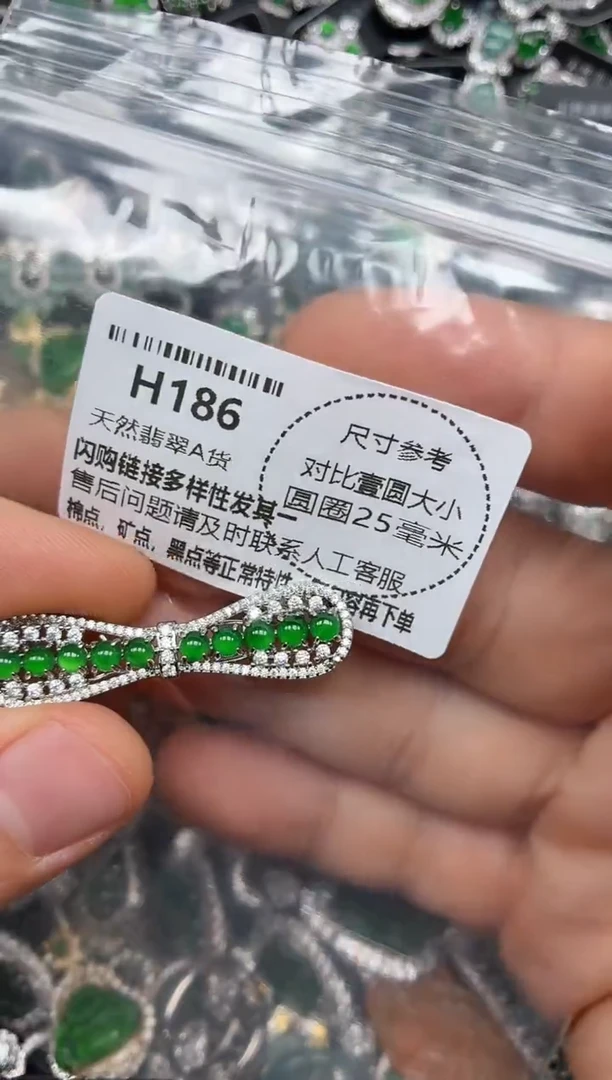 H186
天然翡翠A货
闪购链接多样性发其一
售后问题请及时联系人工客服
棉点，矿点，黑点等正常特性
容再下单
尺寸参考
对比壹圆大小
圆圈25毫米